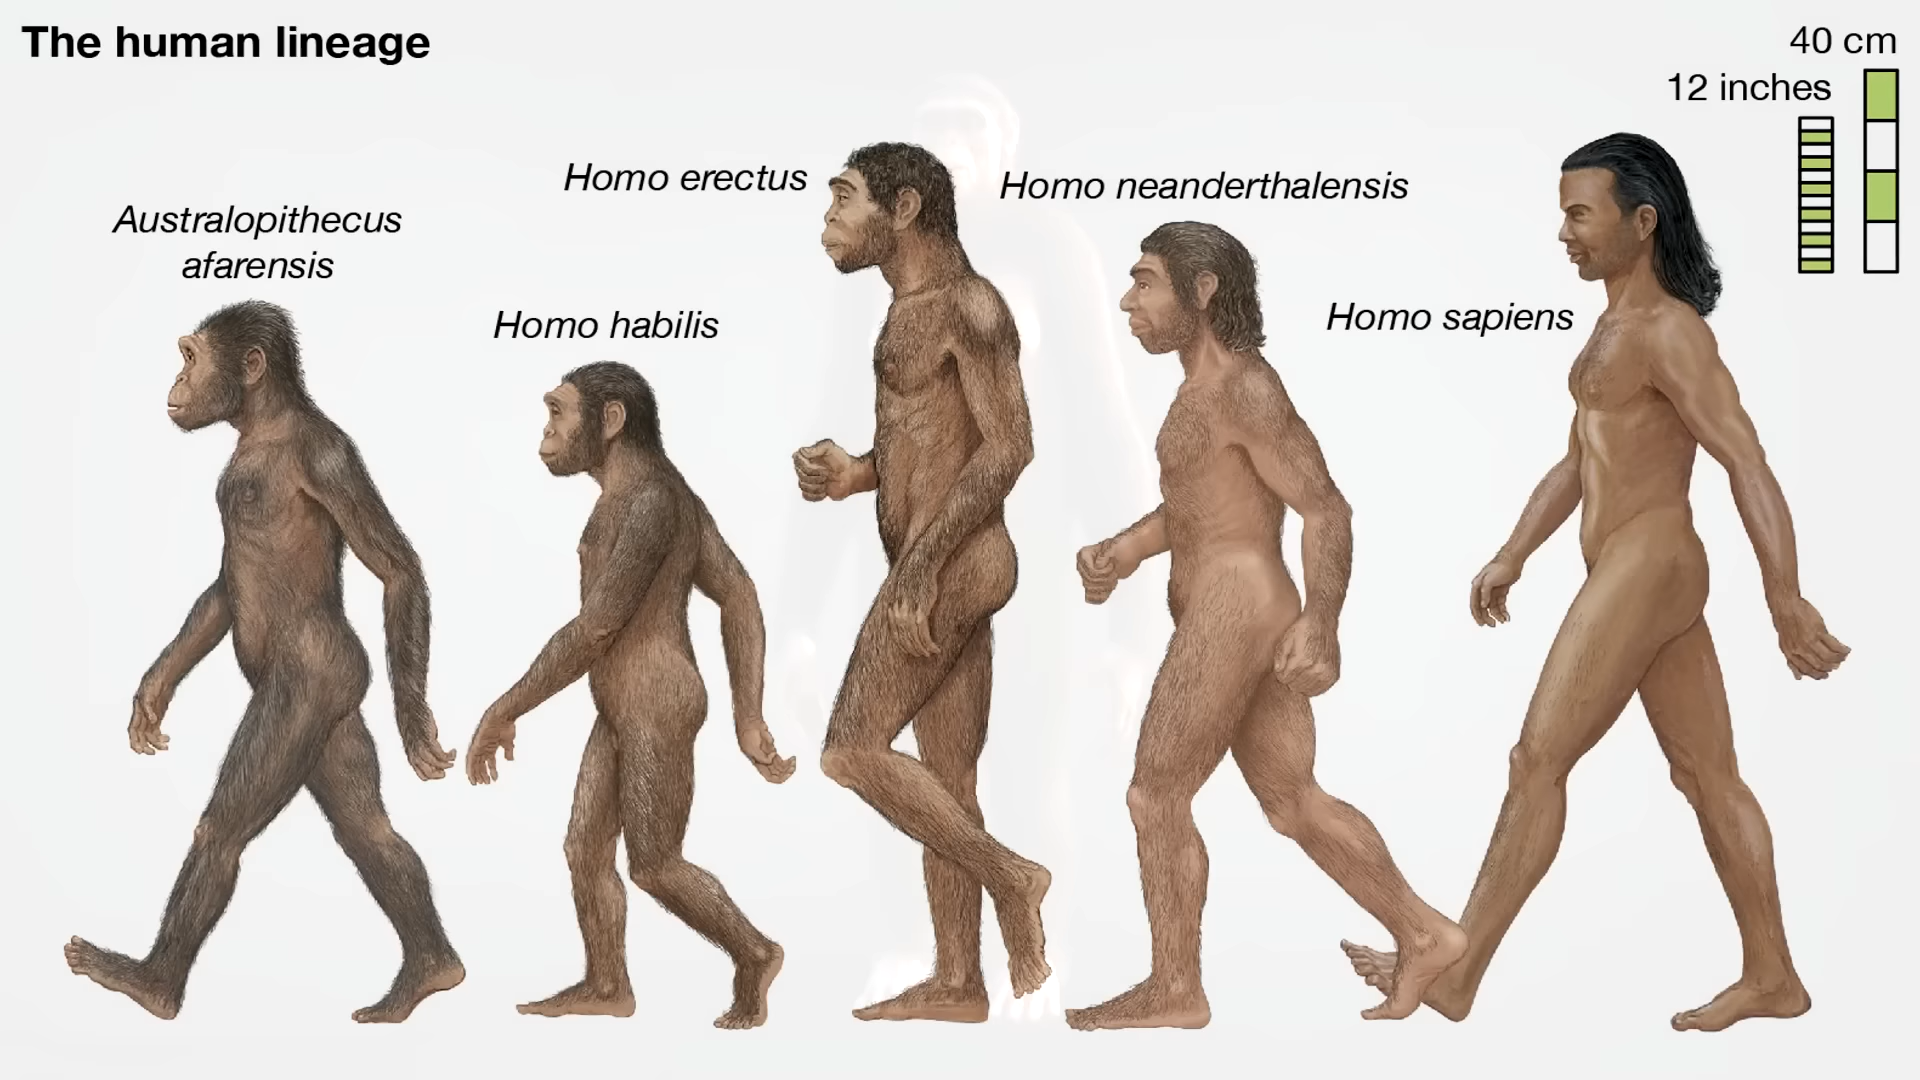 The human lineage
40 cm
12 inches
Homo erectus
Homo neanderthalensis
Australopithecus
afarensis
Homo habilis
Homo sapiens